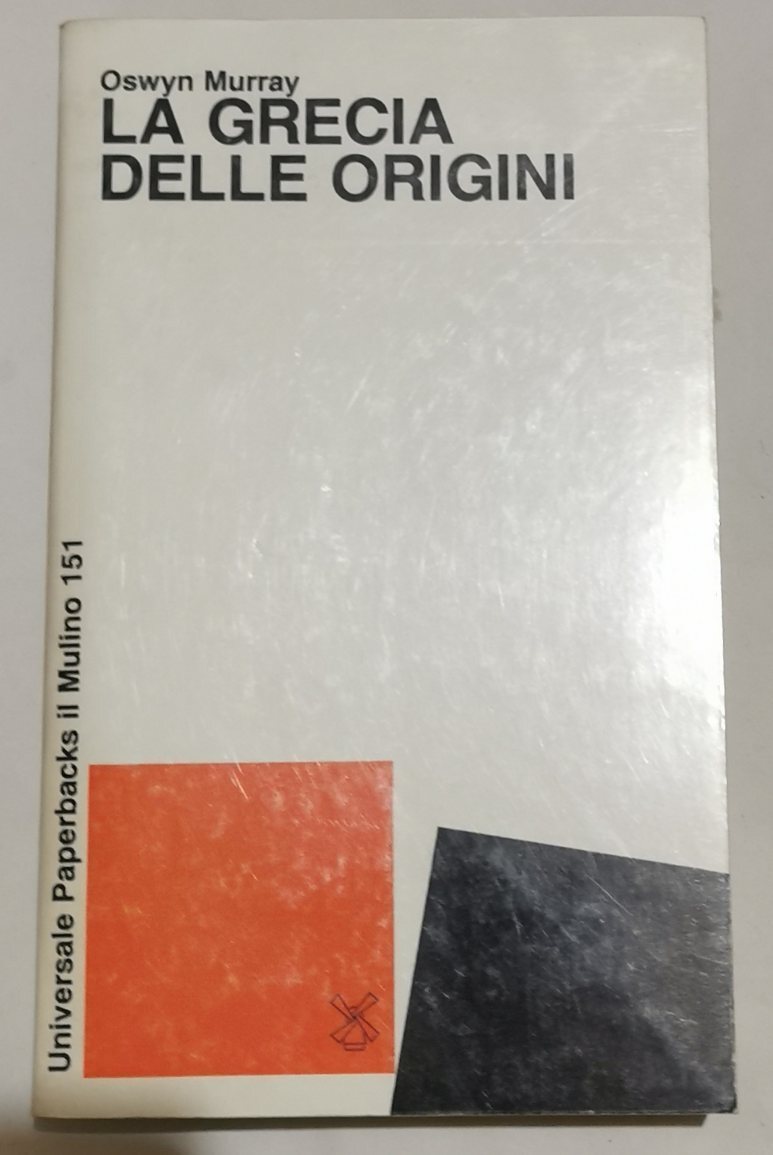 Oswyn Murray
LA GRECIA
DELLE ORIGINI
Universale Paperbacks il Mulino 151